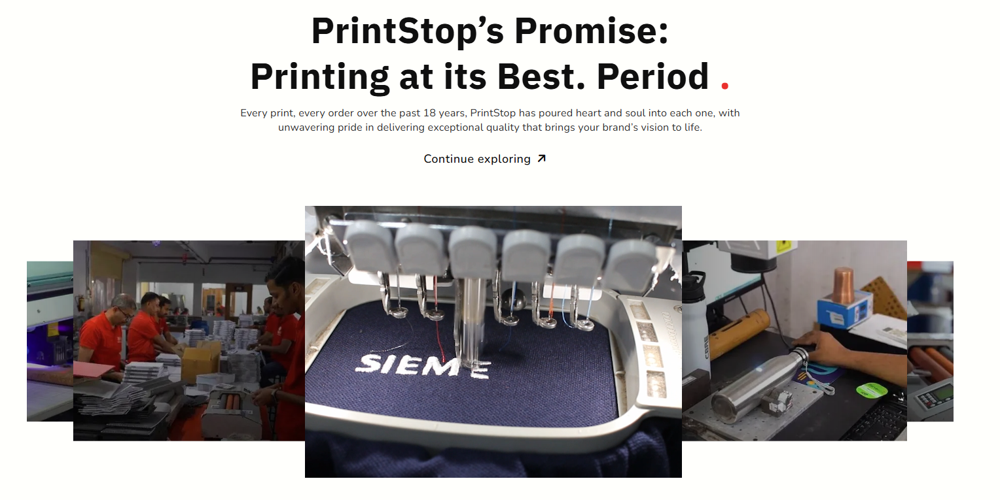 PrintStop’s Promise:
Printing at its Best. Period .
Every print, every order over the past 18 years, PrintStop has poured heart and soul into each one, with
unwavering pride in delivering exceptional quality that brings your brand’s vision to life.
Continue exploring
SIEME